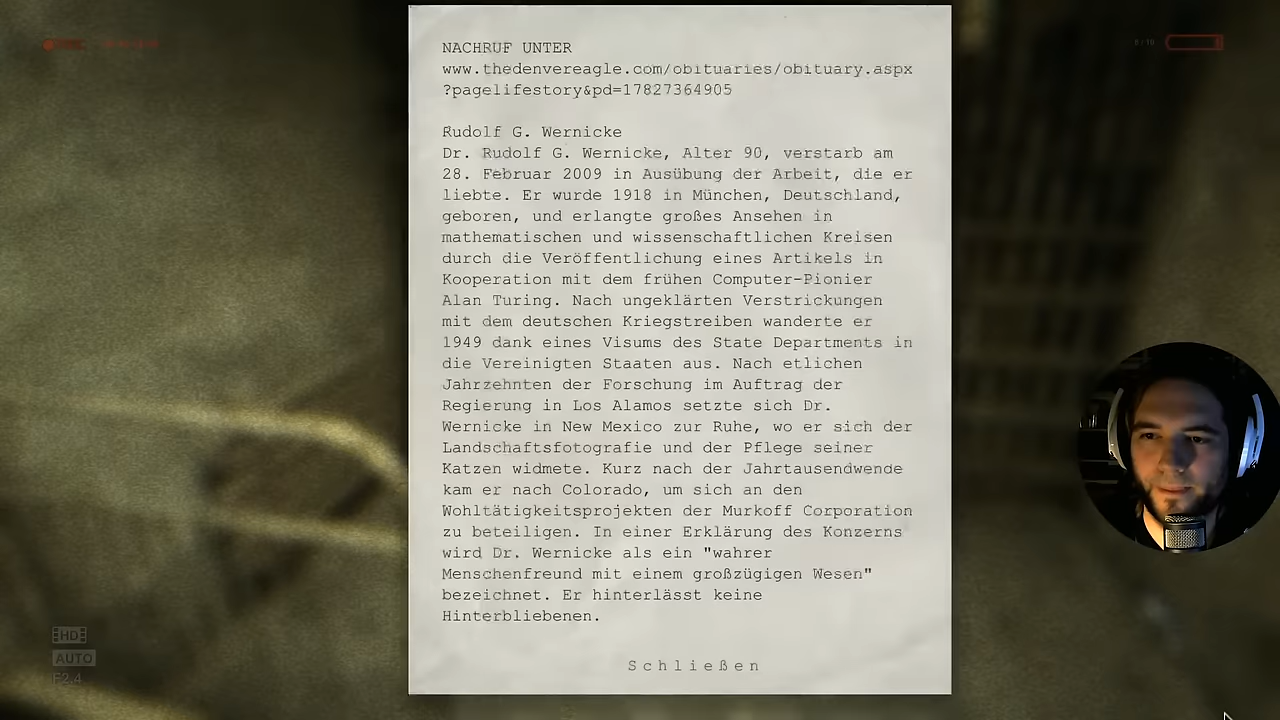 NACHRUF UNTER
www.thedenvereagle.com/obituaries/obituary.aspx
?pagelifestory&pd=17827364905
Rudolf G. Wernicke
Dr. Rudolf G. Wernicke, Alter 90, verstarb am
28. Februar 2009 in Ausübung der Arbeit, die er
liebte. Er wurde 1918 in München, Deutschland,
geboren, und erlangte großes Ansehen in
mathematischen und wissenschaftlichen Kreisen
durch die Veröffentlichung eines Artikels in
Kooperation mit dem frühen Computer-Pionier
Alan Turing. Nach ungeklärten Verstrickungen
mit dem deutschen Kriegstreiben wanderte er
1949 dank eines Visums des State Departments in
die Vereinigten Staaten aus. Nach etlichen
Jahrzehnten der Forschung im Auftrag der
Regierung in Los Alamos setzte sich Dr.
Wernicke in New Mexico zur Ruhe, wo er sich der
Landschaftsfotografie und der Pflege seiner
Katzen widmete. Kurz nach der Jahrtausendwende
kam er nach Colorado, um sich an den
Wohltätigkeitsprojekten der Murkoff Corporation
zu beteiligen. In einer Erklärung des Konzerns
wird Dr. Wernicke als ein "wahrer
Menschenfreund mit einem großzügigen Wesen"
bezeichnet. Er hinterlässt keine
Hinterbliebenen.
Schließen
HD
AUTO
F2.4